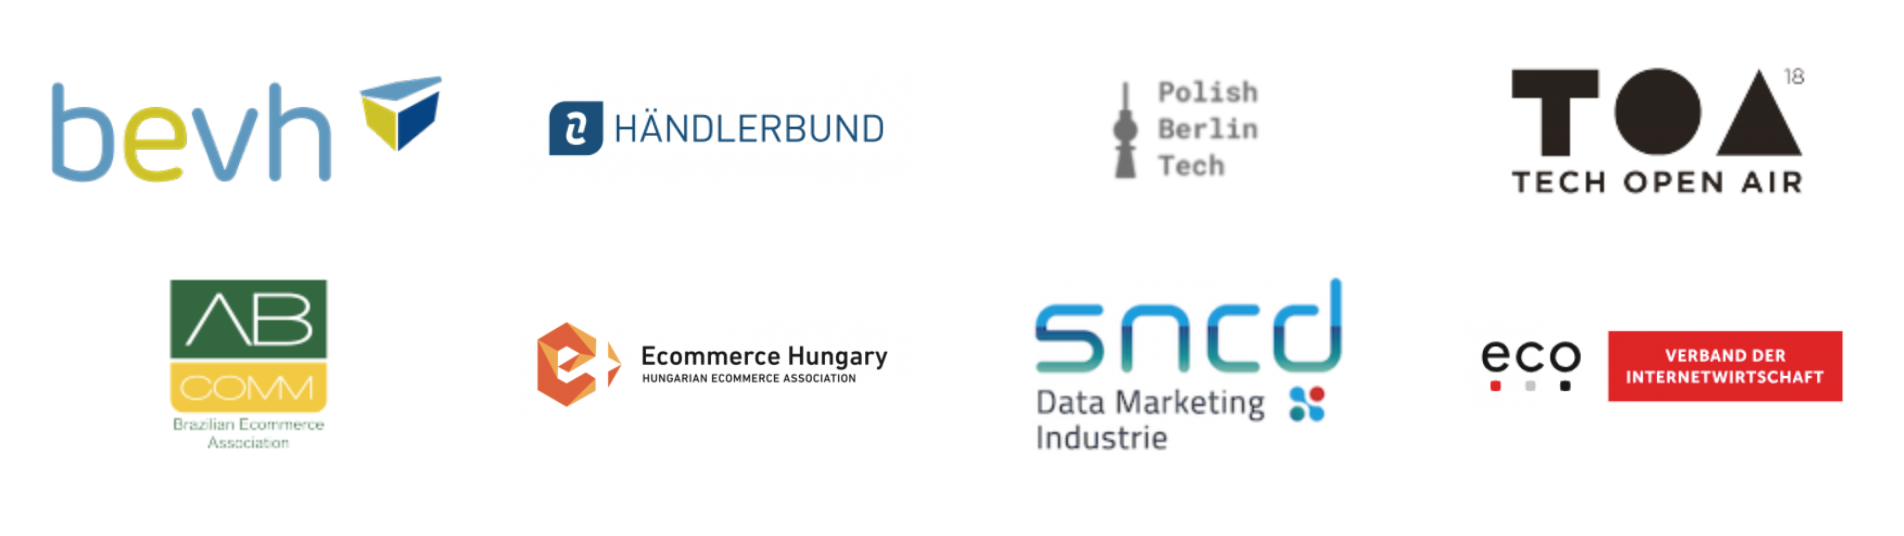 bevh
HÄNDLERBUND
Polish
Berlin
Tech
TOA 18
TECH OPEN AIR
AB
COMM
Brazilian Ecommerce
Association
Ecommerce Hungary
HUNGARIAN ECOMMERCE ASSOCIATION
sncd
Data Marketing
Industrie
eco
VERBAND DER
INTERNETWIRTSCHAFT